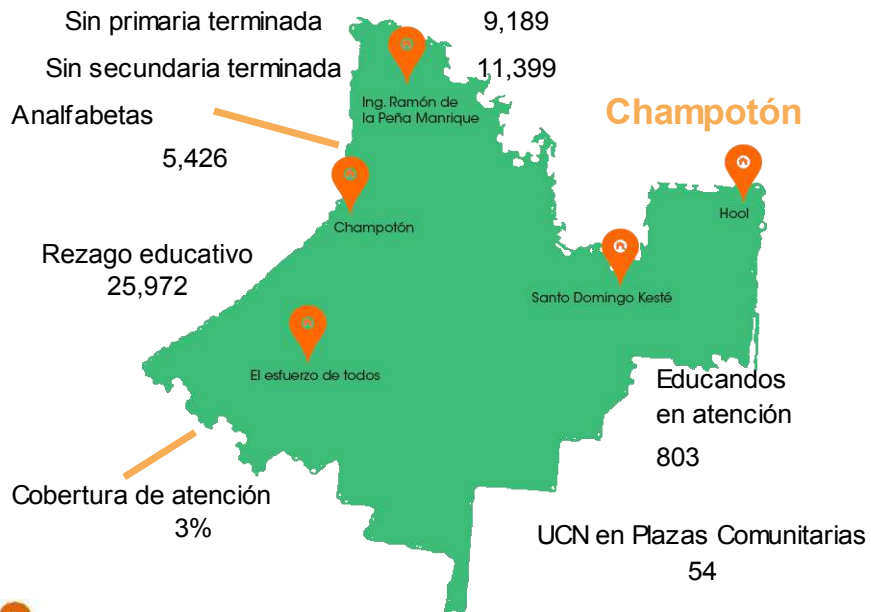 Sin primaria terminada 9,189
Sin secundaria terminada 11,399
Analfabetas
5,426
Ing. Ramón de
la Peña Manrique
Champotón
Hool
Champotón
Rezago educativo
25,972
Santo Domingo Kesté
El esfuerzo de todos
Educandos
en atención
803
Cobertura de atención
3%
UCN en Plazas Comunitarias
54